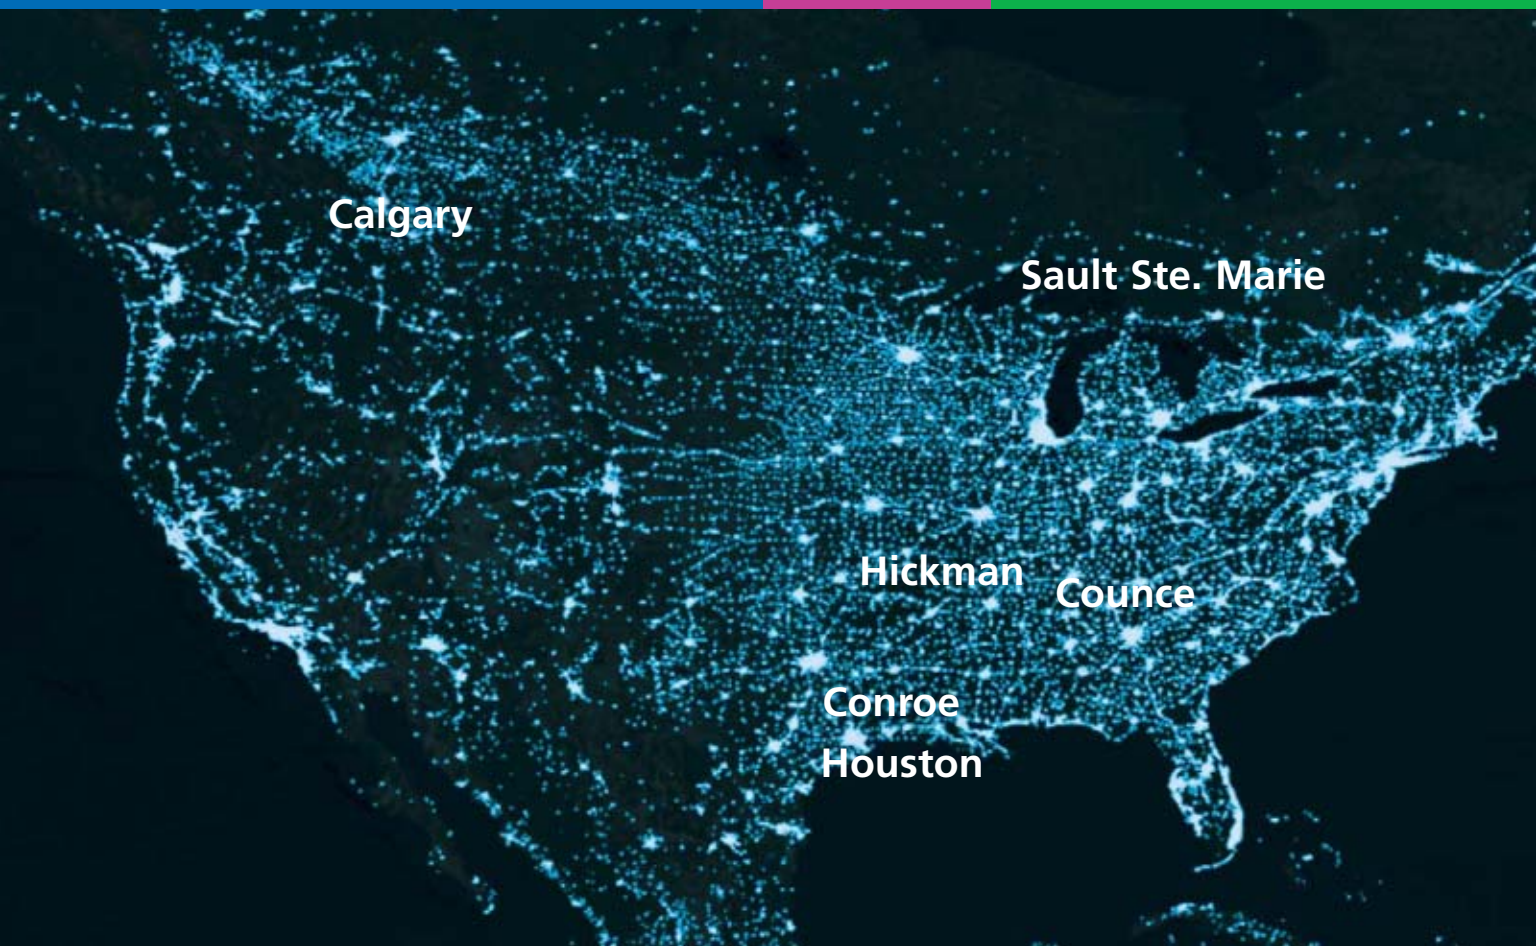 Calgary
Sault Ste. Marie
Hickman
Counce
Conroe
Houston